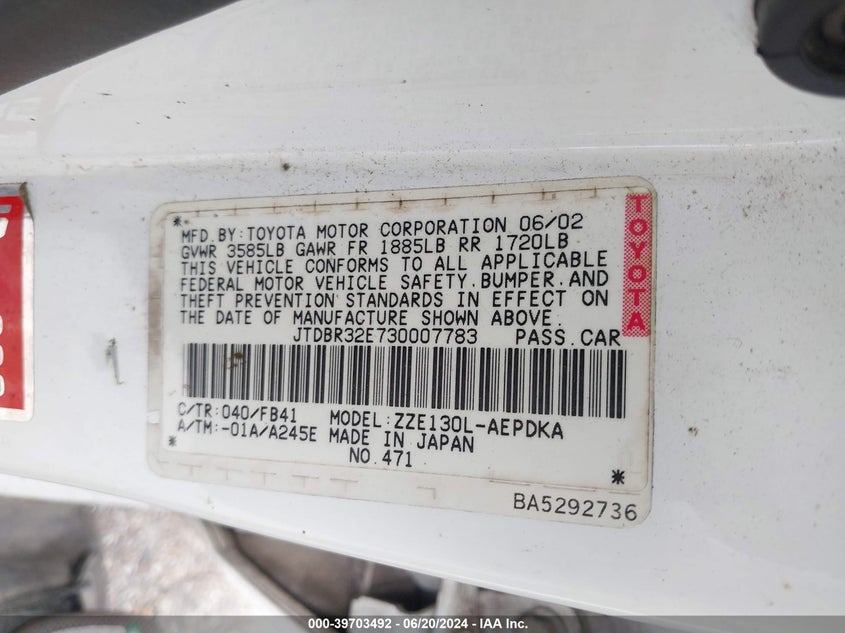 *
MFD.BY:TOYOTA MOTOR CORPORATION 06/02
GVWR 3585LB GAWR FR 1885LB RR 1720LB
THIS VEHICLE CONFORMS TO ALL APPLICABLE
FEDERAL MOTOR VEHICLE SAFETY,BUMPER,AND
THEFT PREVENTION STANDARDS IN EFFECT ON
THE DATE OF MANUFACTURE SHOWN ABOVE.
JTDBR32E730007783 PASS.CAR
C/TR:040/FB41 MODEL:ZZE130L-AEPDKA
A/TM:-01A/A245E MADE IN JAPAN
NO.471
*
BA5292736
TOYOTA
000-39703492 - 06/20/2024 - IAA Inc.